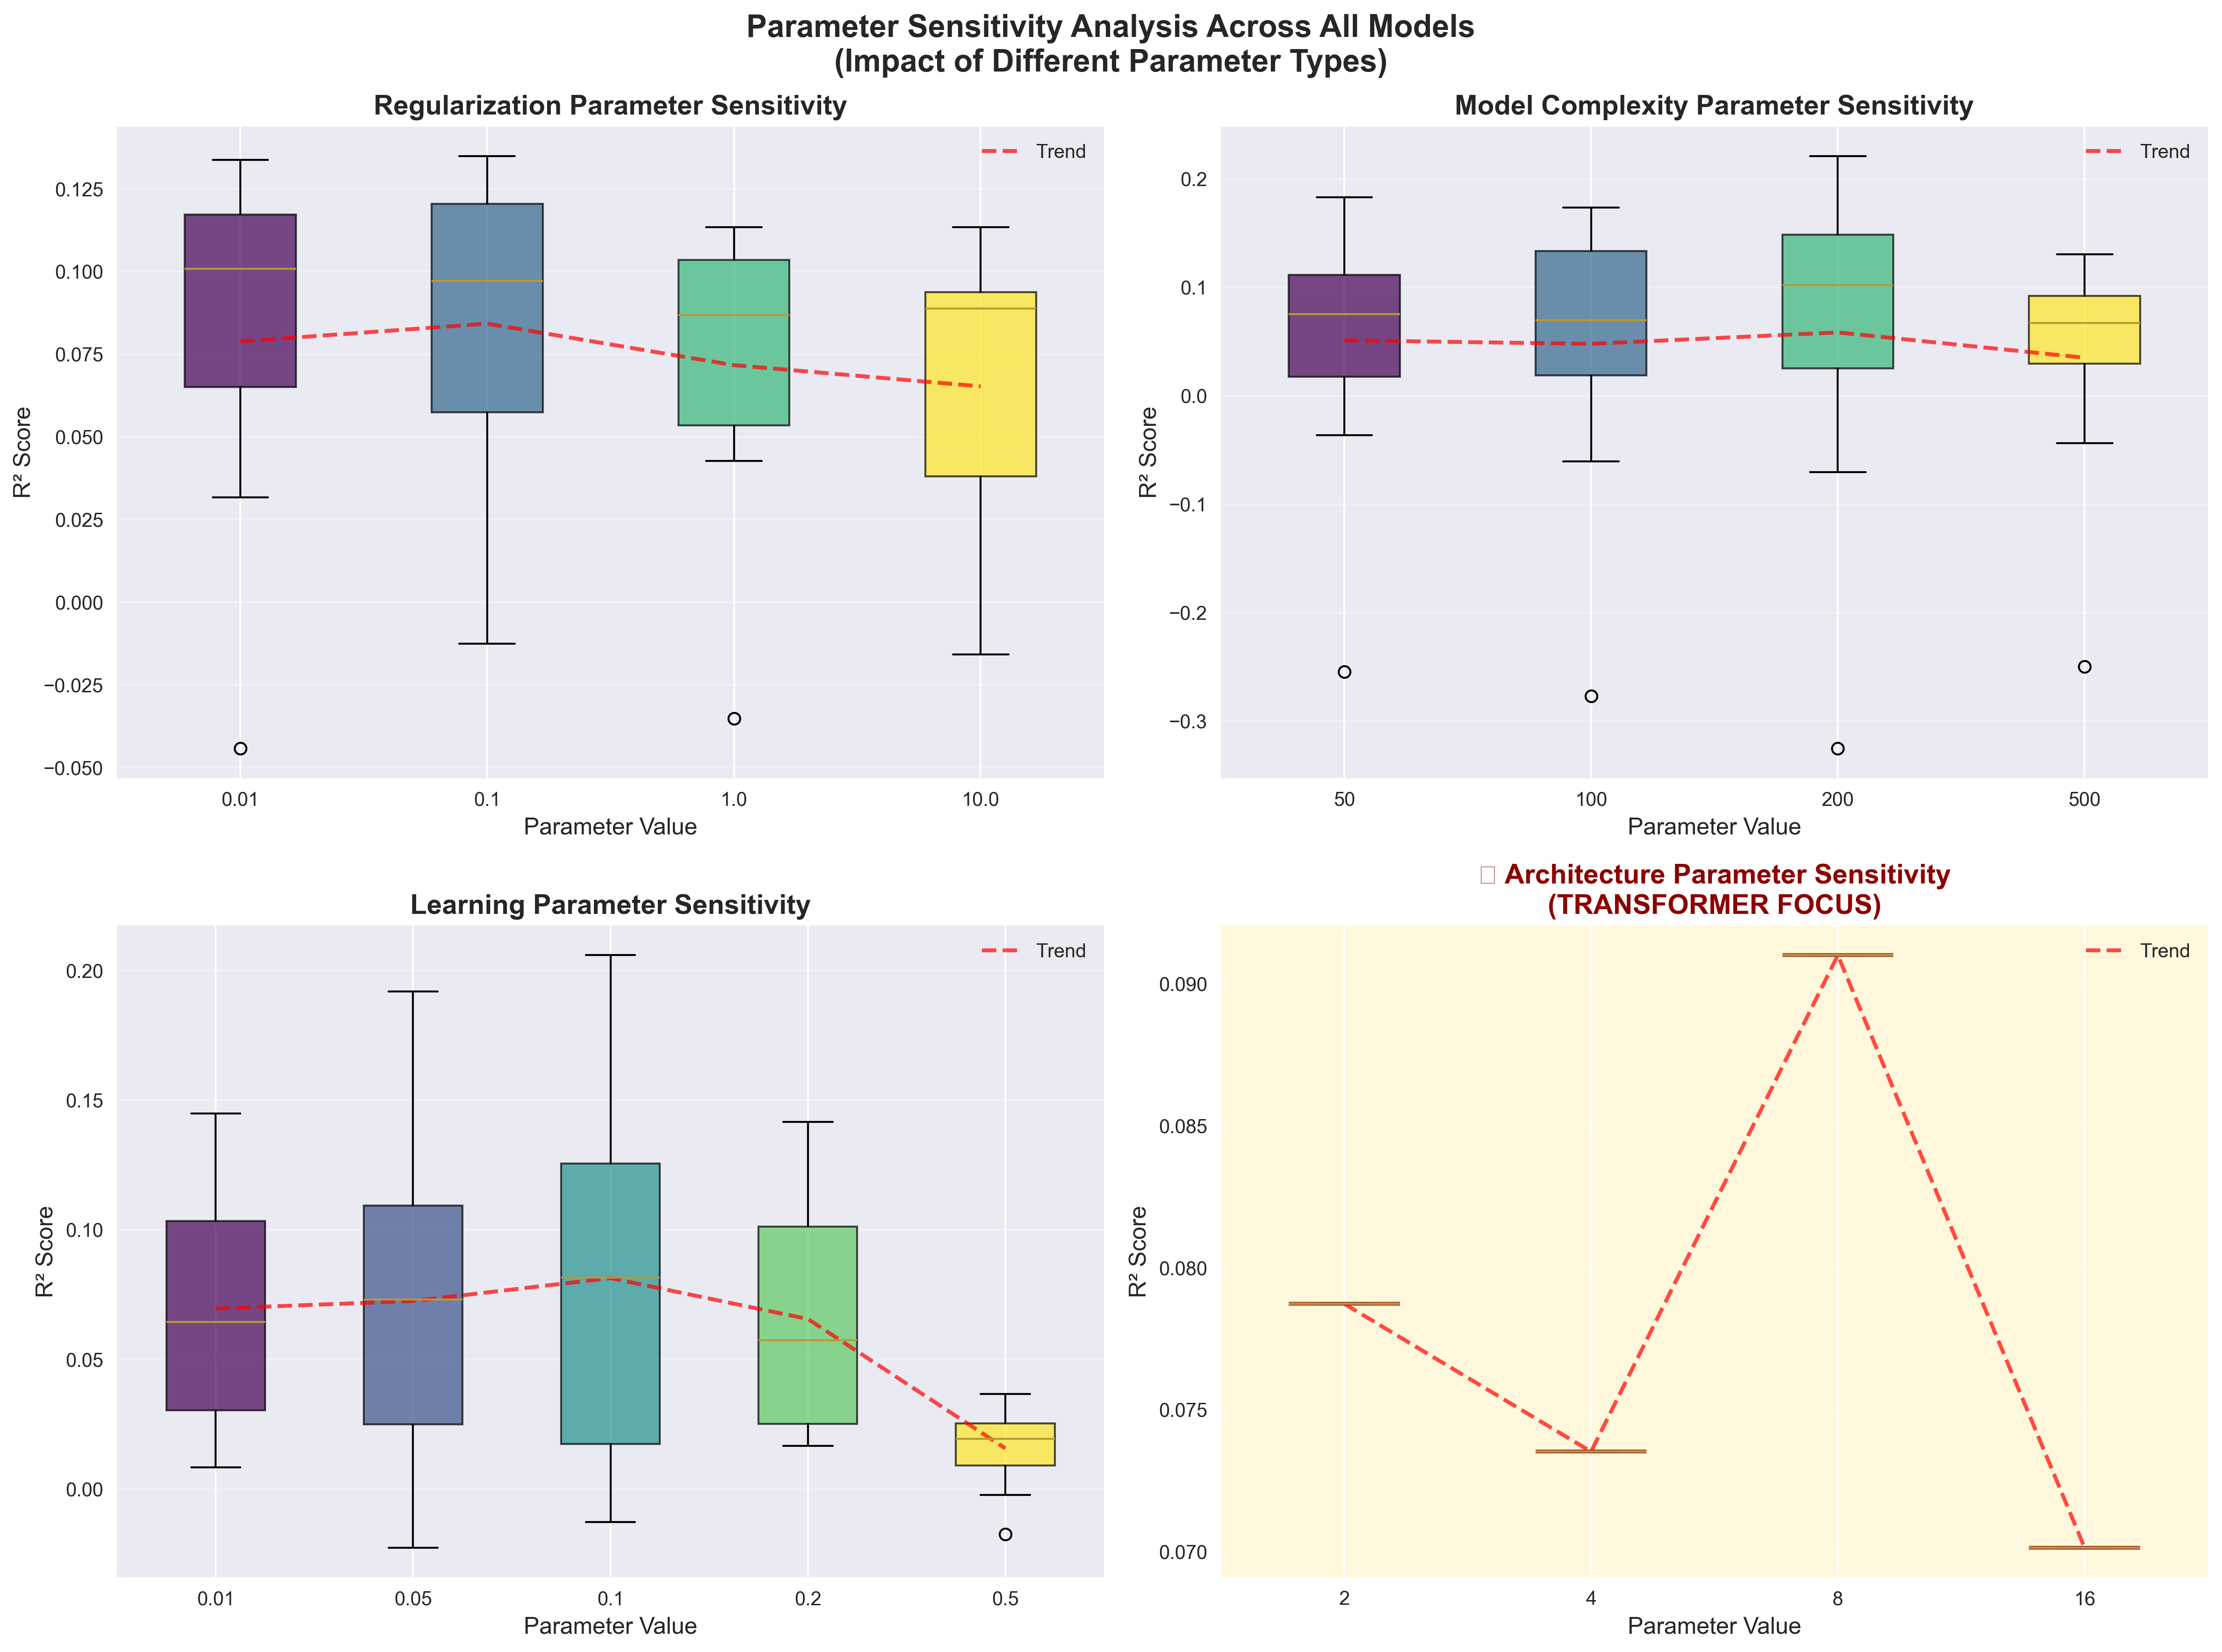 Parameter Sensitivity Analysis Across All Models
(Impact of Different Parameter Types)
Regularization Parameter Sensitivity
Trend
R² Score
0.125
0.100
0.075
0.050
0.025
0.000
−0.025
−0.050
0.01
0.1
1.0
10.0
Parameter Value
Model Complexity Parameter Sensitivity
Trend
R² Score
0.2
0.1
0.0
−0.1
−0.2
−0.3
50
100
200
500
Parameter Value
Learning Parameter Sensitivity
Trend
R² Score
0.20
0.15
0.10
0.05
0.00
0.01
0.05
0.1
0.2
0.5
Parameter Value
Architecture Parameter Sensitivity
(TRANSFORMER FOCUS)
Trend
R² Score
0.090
0.085
0.080
0.075
0.070
2
4
8
16
Parameter Value